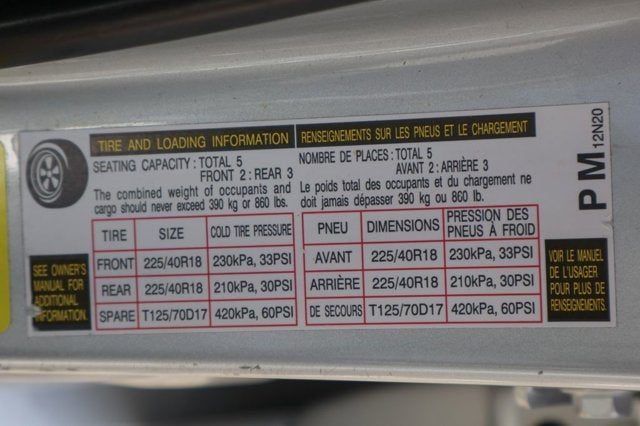 TIRE AND LOADING INFORMATION
SEATING CAPACITY : TOTAL 5
FRONT 2 : REAR 3
The combined weight of occupants and
cargo should never exceed 390 kg or 860 lbs.
TIRE SIZE COLD TIRE PRESSURE
FRONT 225/40R18 230kPa, 33PSI
REAR 225/40R18 210kPa, 30PSI
SPARE T125/70D17 420kPa, 60PSI
SEE OWNER'S
MANUAL FOR
ADDITIONAL
INFORMATION.
RENSEIGNEMENTS SUR LES PNEUS ET LE CHARGEMENT
NOMBRE DE PLACES : TOTAL 5
AVANT 2 : ARRIÈRE 3
Le poids total des occupants et du chargement ne
doit jamais dépasser 390 kg ou 860 lb.
PNEU DIMENSIONS PRESSION DES
PNEUS À FROID
AVANT 225/40R18 230kPa, 33PSI
ARRIÈRE 225/40R18 210kPa, 30PSI
DE SECOURS T125/70D17 420kPa, 60PSI
VOIR LE MANUEL
DE L'USAGER
POUR PLUS DE
RENSEIGNEMENTS.
PM 12N20